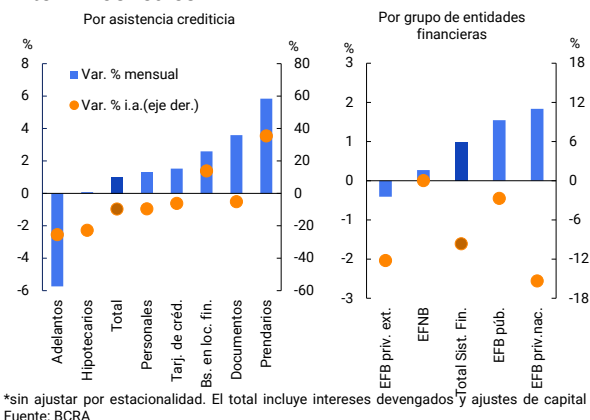 Por asistencia crediticia
Por grupo de entidades
financieras
%
%
8
80
6
60
4
40
2
20
0
0
-2
-20
-4
-40
-6
-60
Var. % mensual
Var. % i.a.(eje der.)
Adelantos
Hipotecarios
Total
Personales
Tarj. de créd.
Bs. en loc. fin.
Documentos
Prendarios
%
%
3
18
2
12
1
6
0
0
-1
-6
-2
-12
-3
-18
EFB priv. ext.
EFNB
Total Sist. Fin.
EFB púb.
EFB priv.nac.
*sin ajustar por estacionalidad. El total incluye intereses devengados y ajustes de capital
Fuente: BCRA